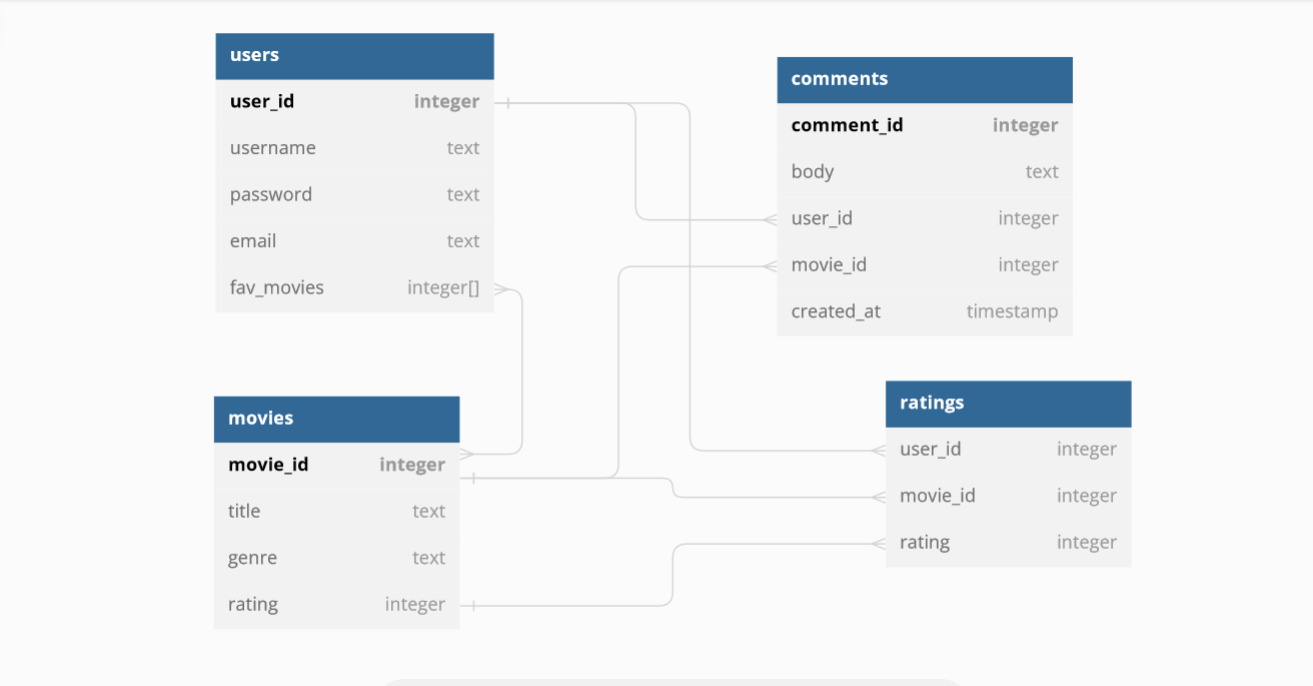 users
user_id integer
username text
password text
email text
fav_movies integer[]
comments
comment_id integer
body text
user_id integer
movie_id integer
created_at timestamp
movies
movie_id integer
title text
genre text
rating integer
ratings
user_id integer
movie_id integer
rating integer